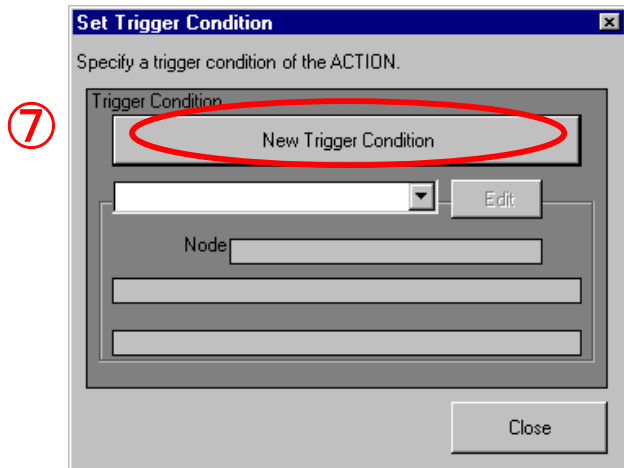 Set Trigger Condition
Specify a trigger condition of the ACTION.
Trigger Condition
⑦
New Trigger Condition
Edit
Node
Close